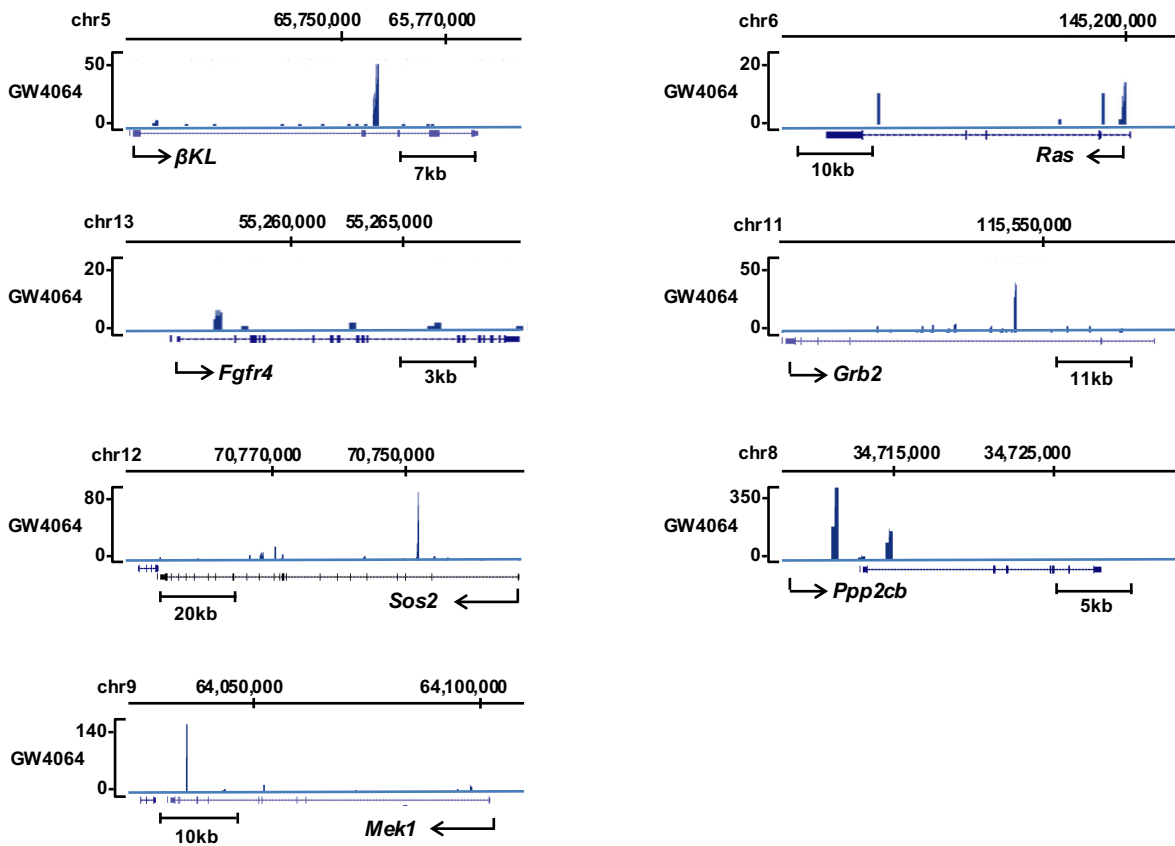 chr5 65,750,000 65,770,000
50
GW4064
0
βKL
7kb
chr6 145,200,000
20
GW4064
0
10kb
Ras
chr13 55,260,000 55,265,000
20
GW4064
0
Fgfr4
3kb
chr11 115,550,000
50
GW4064
0
Grb2
11kb
chr12 70,770,000 70,750,000
80
GW4064
0
20kb
Sos2
chr8 34,715,000 34,725,000
350
GW4064
0
Ppp2cb
5kb
chr9 64,050,000 64,100,000
140
GW4064
0
10kb
Mek1